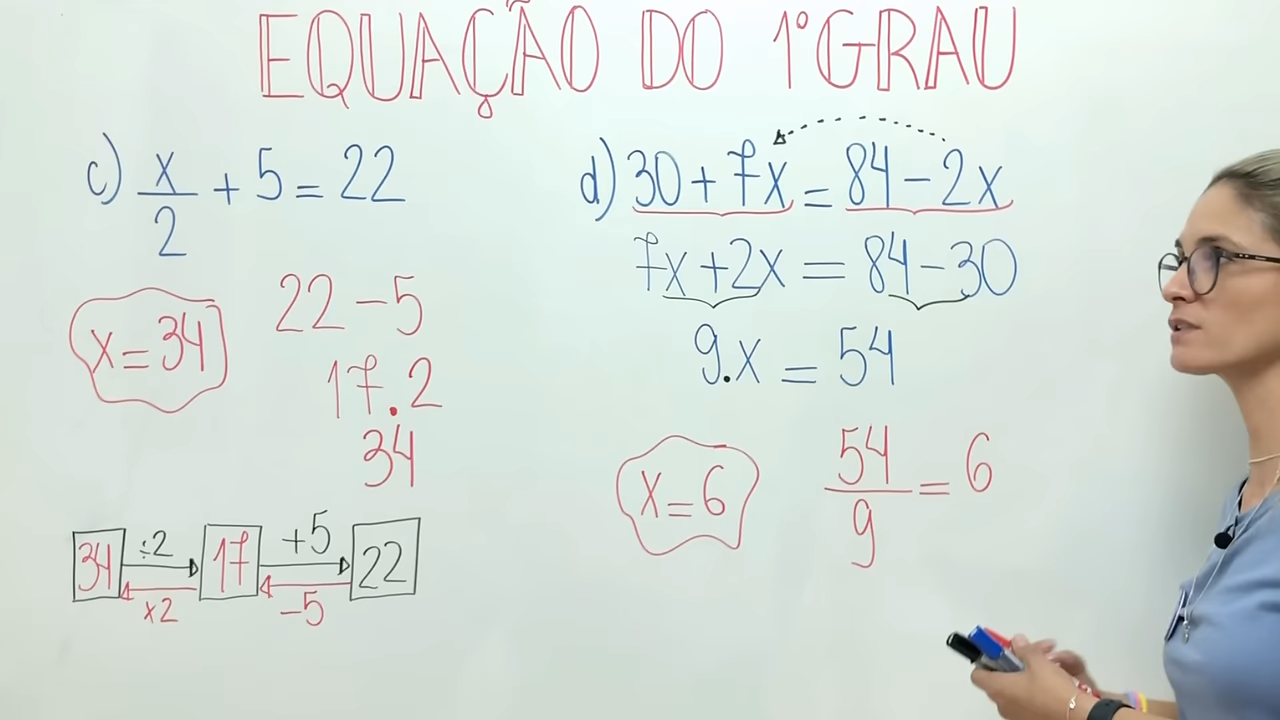 EQUAÇÃO DO 1º GRAU
c) x/2 + 5 = 22
22 - 5
17 . 2
34
x = 34
34 ÷2 17 +5 22
x2 -5
d) 30 + 7x = 84 - 2x
7x + 2x = 84 - 30
9.x = 54
54/9 = 6
x = 6